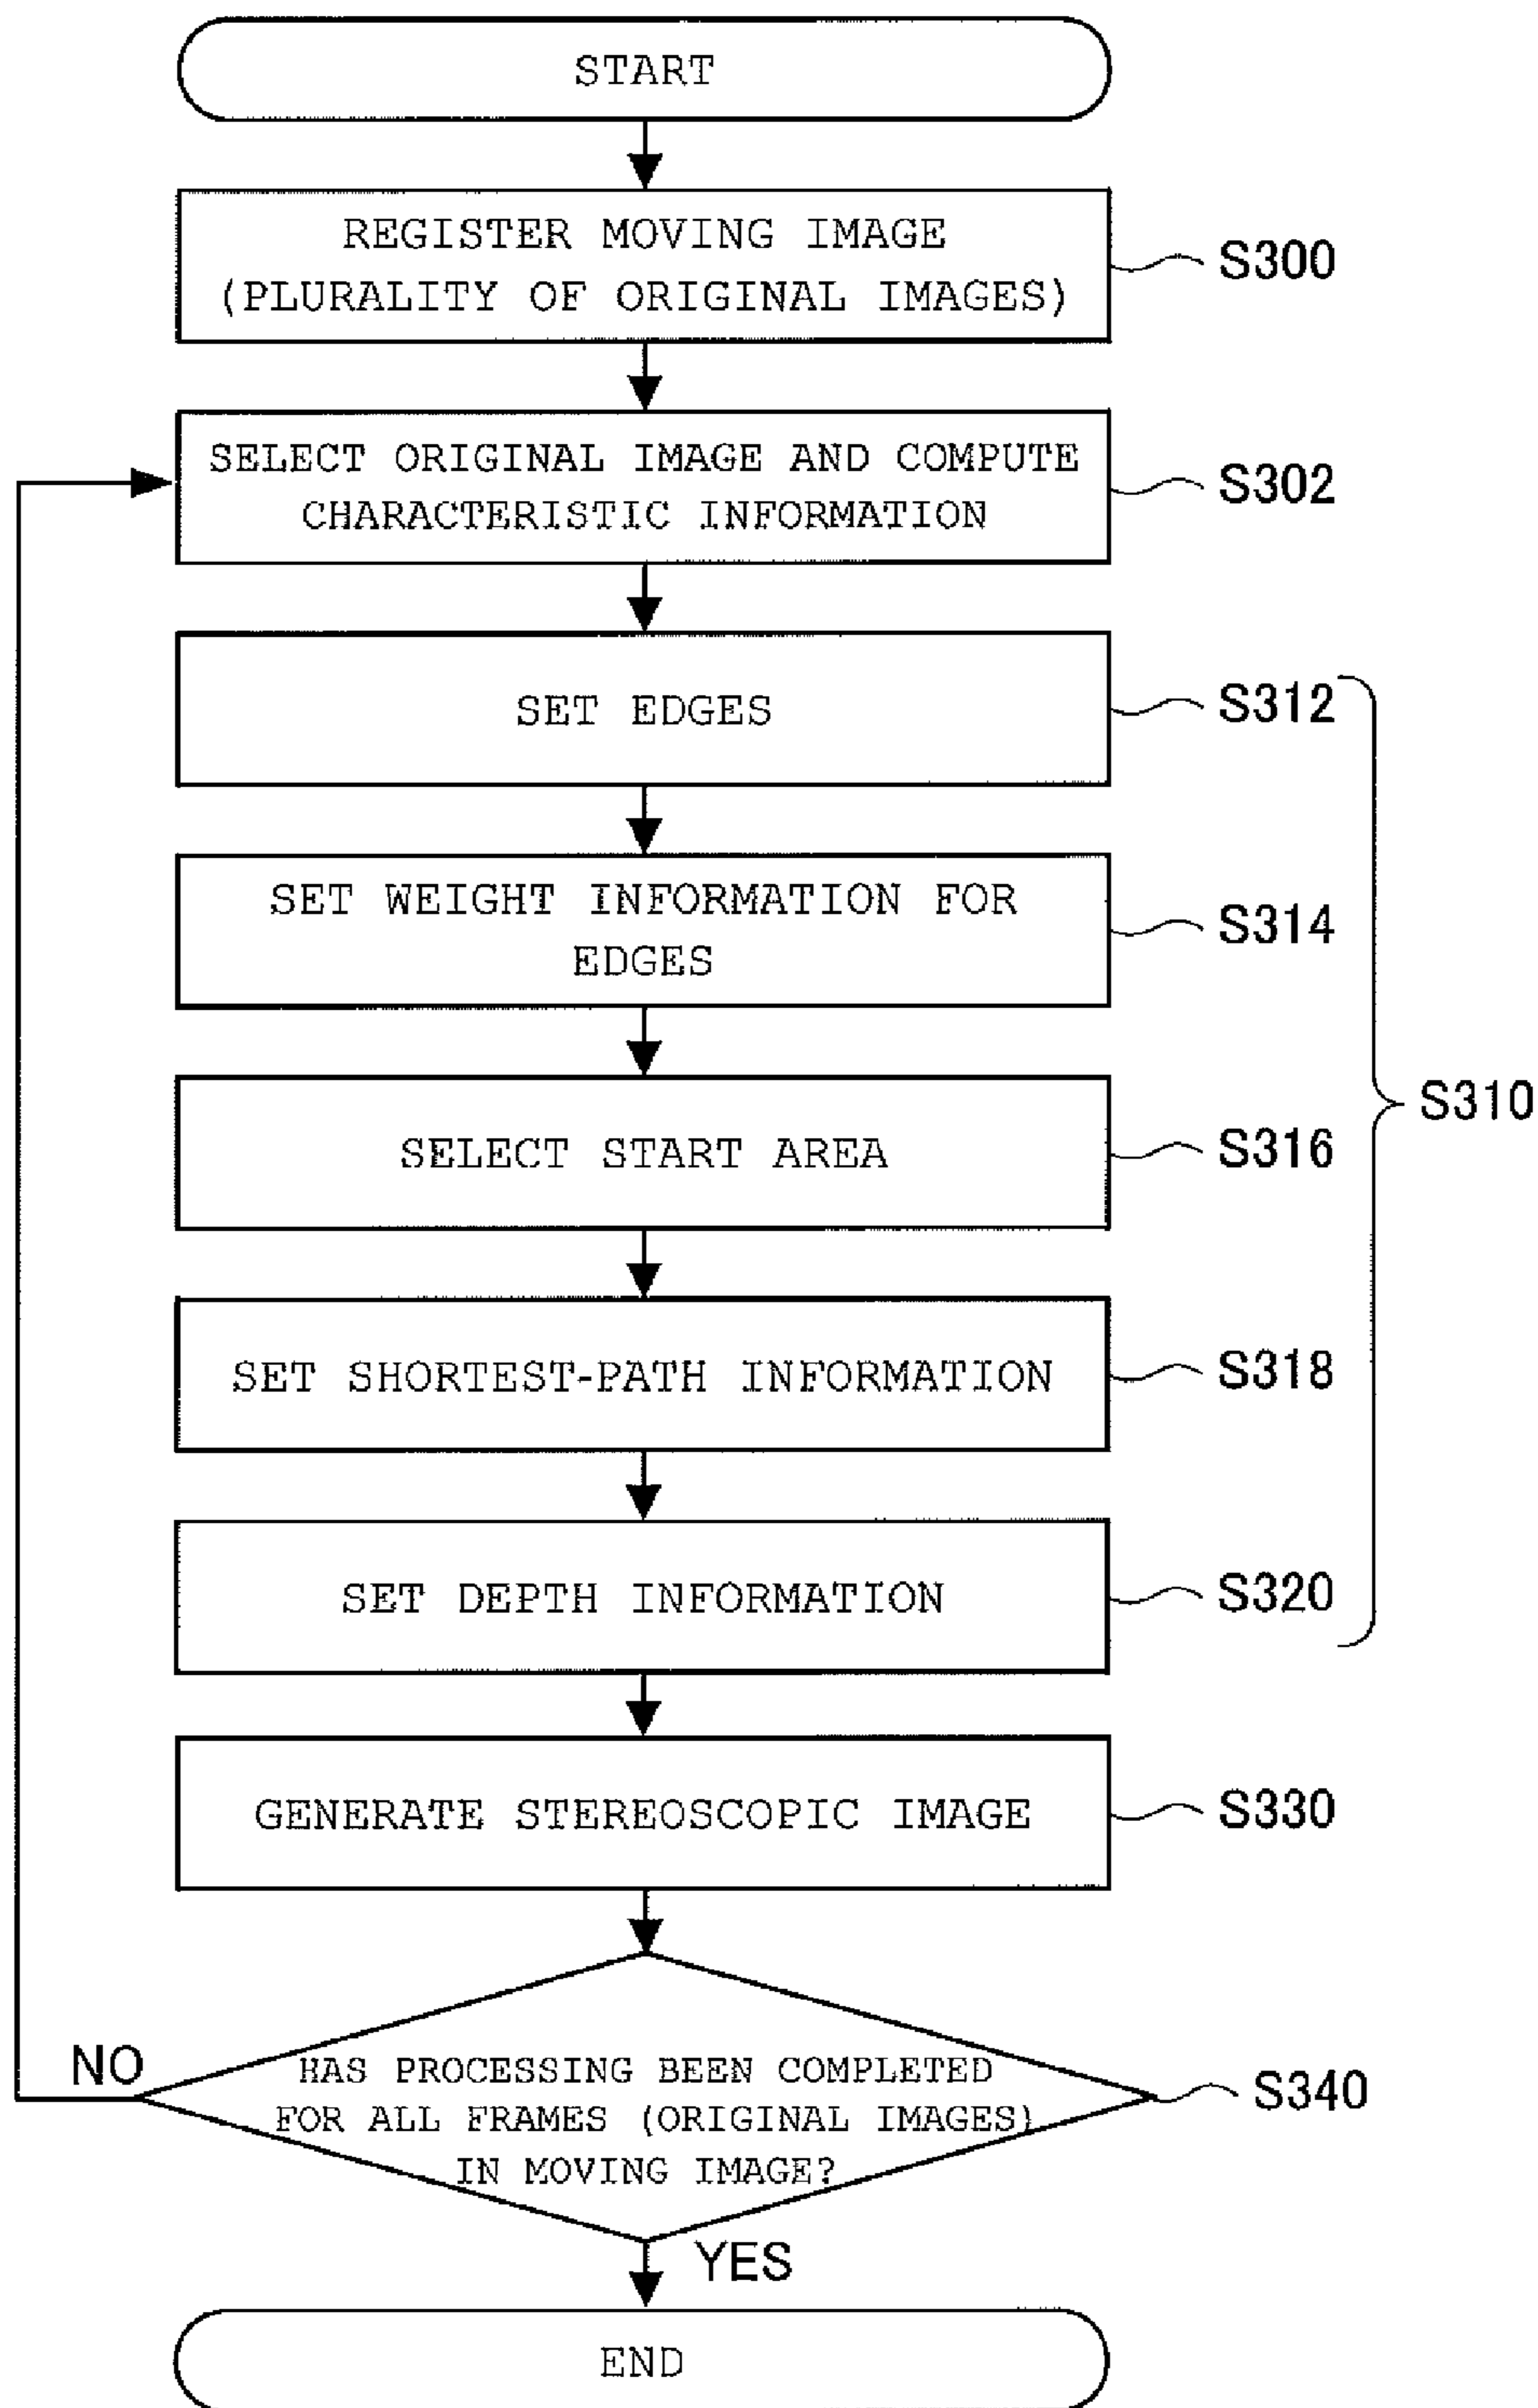 START
REGISTER MOVING IMAGE
(PLURALITY OF ORIGINAL IMAGES)
S300
SELECT ORIGINAL IMAGE AND COMPUTE
CHARACTERISTIC INFORMATION
S302
SET EDGES
S312
SET WEIGHT INFORMATION FOR
EDGES
S314
SELECT START AREA
S316
S310
SET SHORTEST-PATH INFORMATION
S318
SET DEPTH INFORMATION
S320
GENERATE STEREOSCOPIC IMAGE
S330
NO
HAS PROCESSING BEEN COMPLETED
FOR ALL FRAMES (ORIGINAL IMAGES)
IN MOVING IMAGE?
S340
YES
END